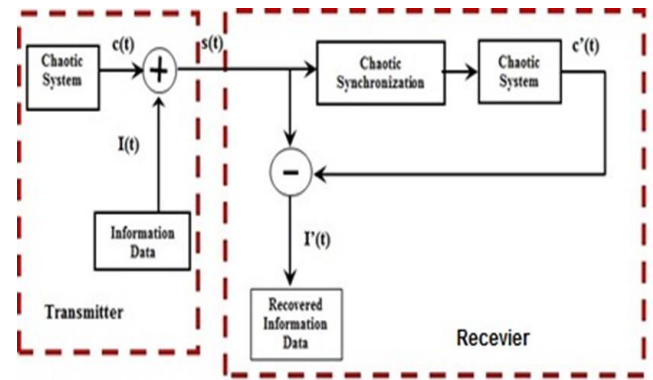 Chaotic
System
c(t)
+
s(t)
I(t)
Information
Data
Transmitter
Chaotic
Synchronization
Chaotic
System
c'(t)
-
I'(t)
Recovered
Information
Data
Recevier